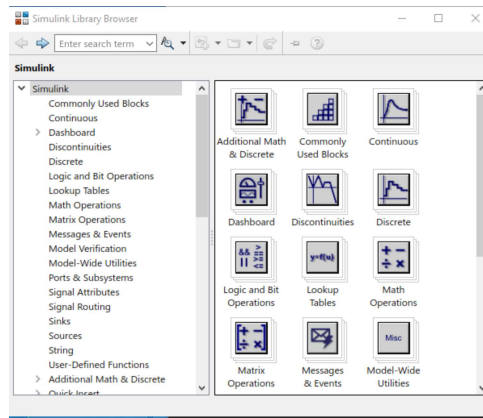 Simulink Library Browser
Enter search term
Simulink
Simulink
Commonly Used Blocks
Continuous
Dashboard
Discontinuities
Discrete
Logic and Bit Operations
Lookup Tables
Math Operations
Matrix Operations
Messages & Events
Model Verification
Model-Wide Utilities
Ports & Subsystems
Signal Attributes
Signal Routing
Sinks
Sources
String
User-Defined Functions
Additional Math & Discrete
Quick Insert
Additional Math
& Discrete
Commonly
Used Blocks
Continuous
Dashboard
Discontinuities
Discrete
&& >
|| ==
>=
<=
Logic and Bit
Operations
y=f(u)
Lookup
Tables
+ −
÷ ×
Math
Operations
[+ −
÷ ×]
Matrix
Operations
Messages
& Events
Misc
Model-Wide
Utilities